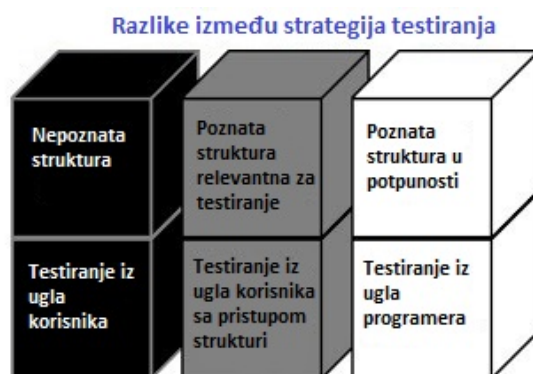 Razlike između strategija testiranja
Nepoznata
struktura
Poznata
struktura
relevantna za
testiranje
Poznata
struktura u
potpunosti
Testiranje iz
ugla
korisnika
Testiranje iz
ugla korisnika
sa pristupom
strukturi
Testiranje iz
ugla
programera